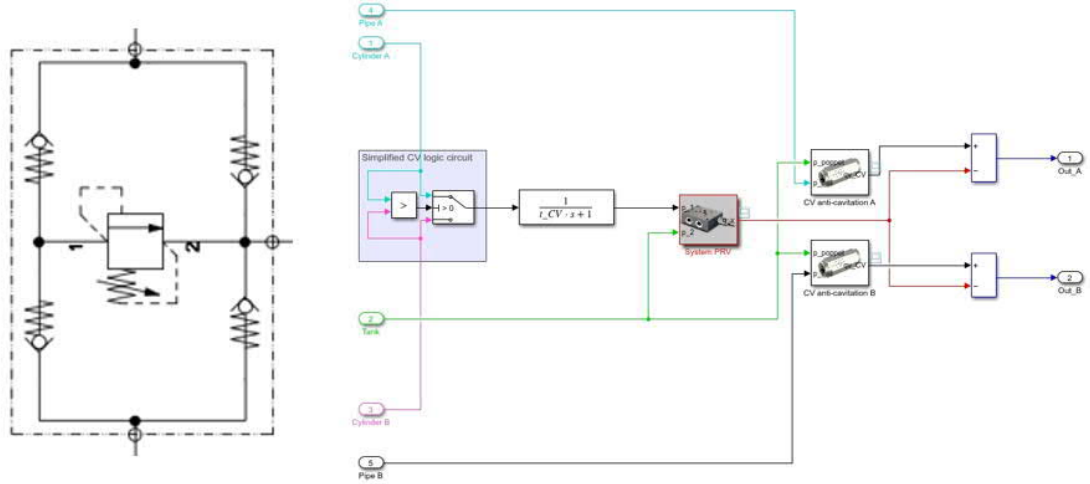 4
Pipe A
1
Cylinder A
Simplified CV logic circuit
>
> 0
1
t_CV · s + 1
System PRV
p_2
p_poppet
CV anti-cavitation A
+
−
1
Out_A
1
2
p_poppet
CV anti-cavitation B
+
−
2
Out_B
2
Tank
3
Cylinder B
5
Pipe B